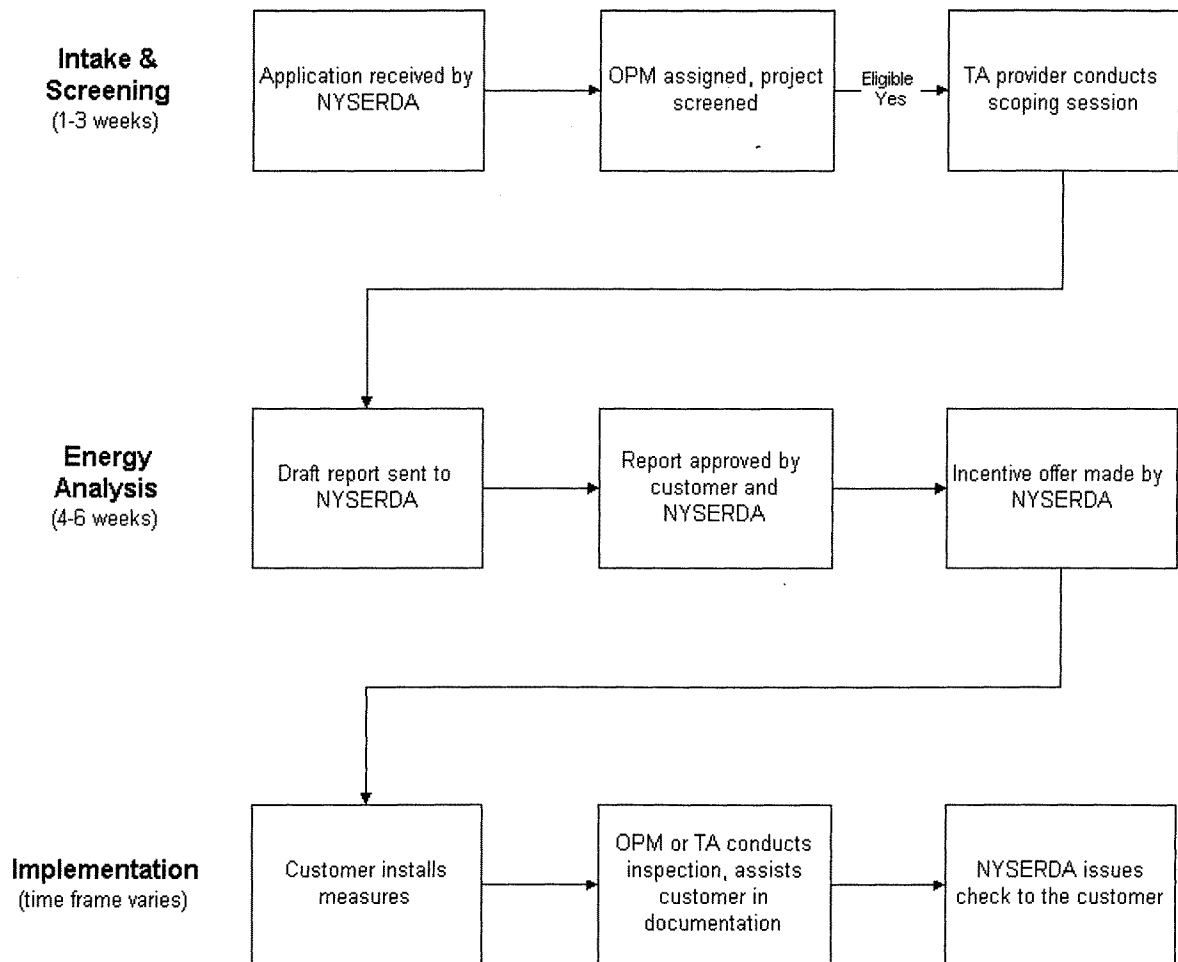 Intake &
Screening
(1-3 weeks)
Application received by
NYSERDA
OPM assigned, project
screened
Eligible
Yes
TA provider conducts
scoping session
Energy
Analysis
(4-6 weeks)
Draft report sent to
NYSERDA
Report approved by
customer and
NYSERDA
Incentive offer made by
NYSERDA
Implementation
(time frame varies)
Customer installs
measures
OPM or TA conducts
inspection, assists
customer in
documentation
NYSERDA issues
check to the customer